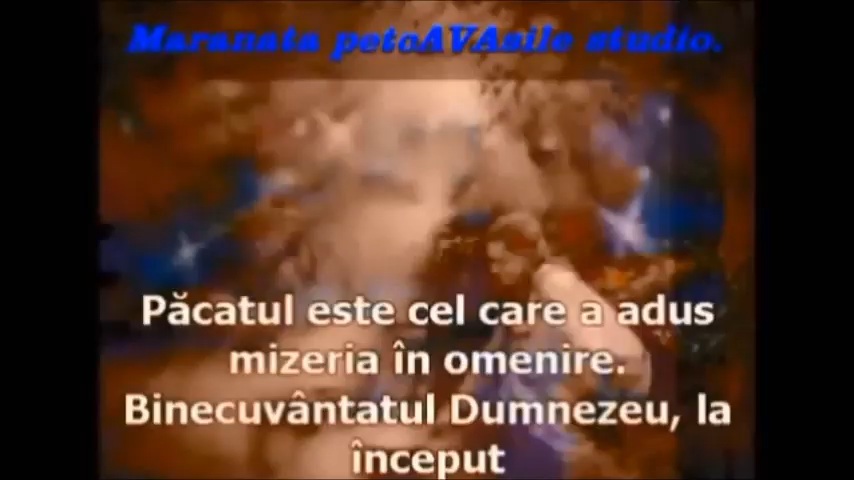 Maranata petoAVAsile studio.
Păcatul este cel care a adus
mizeria în omenire.
Binecuvântatul Dumnezeu, la
început